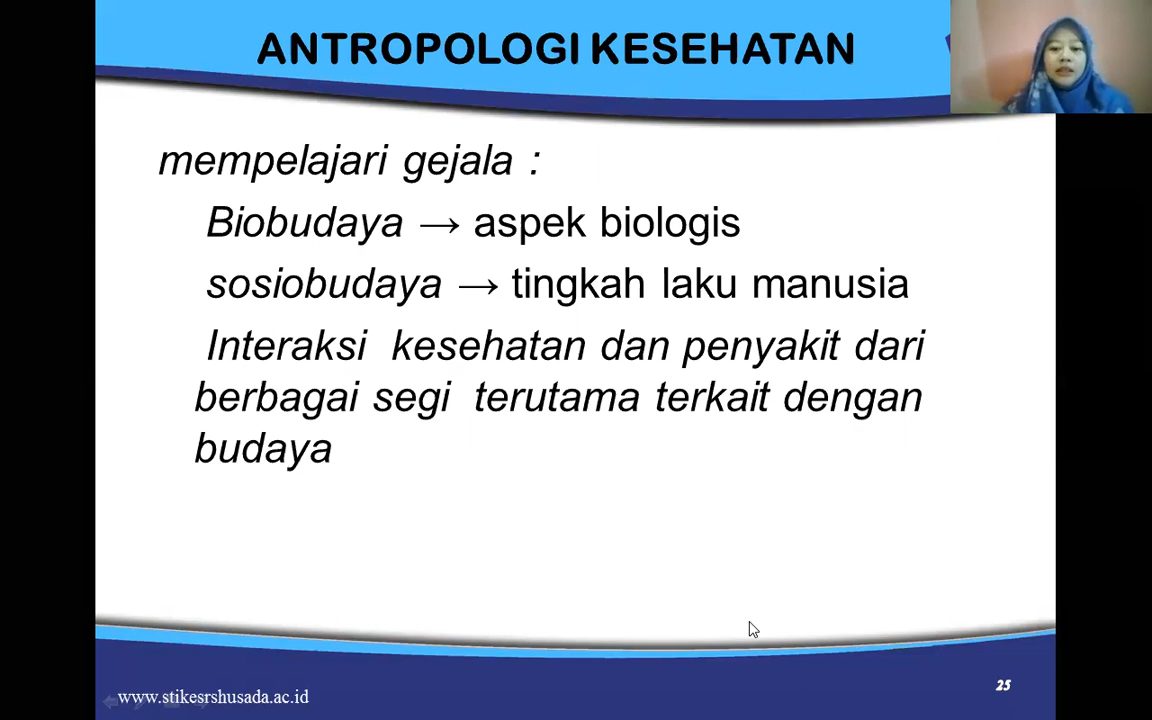 ANTROPOLOGI KESEHATAN
mempelajari gejala :
Biobudaya → aspek biologis
sosiobudaya → tingkah laku manusia
Interaksi kesehatan dan penyakit dari
berbagai segi terutama terkait dengan
budaya
www.stikesrshusada.ac.id
25